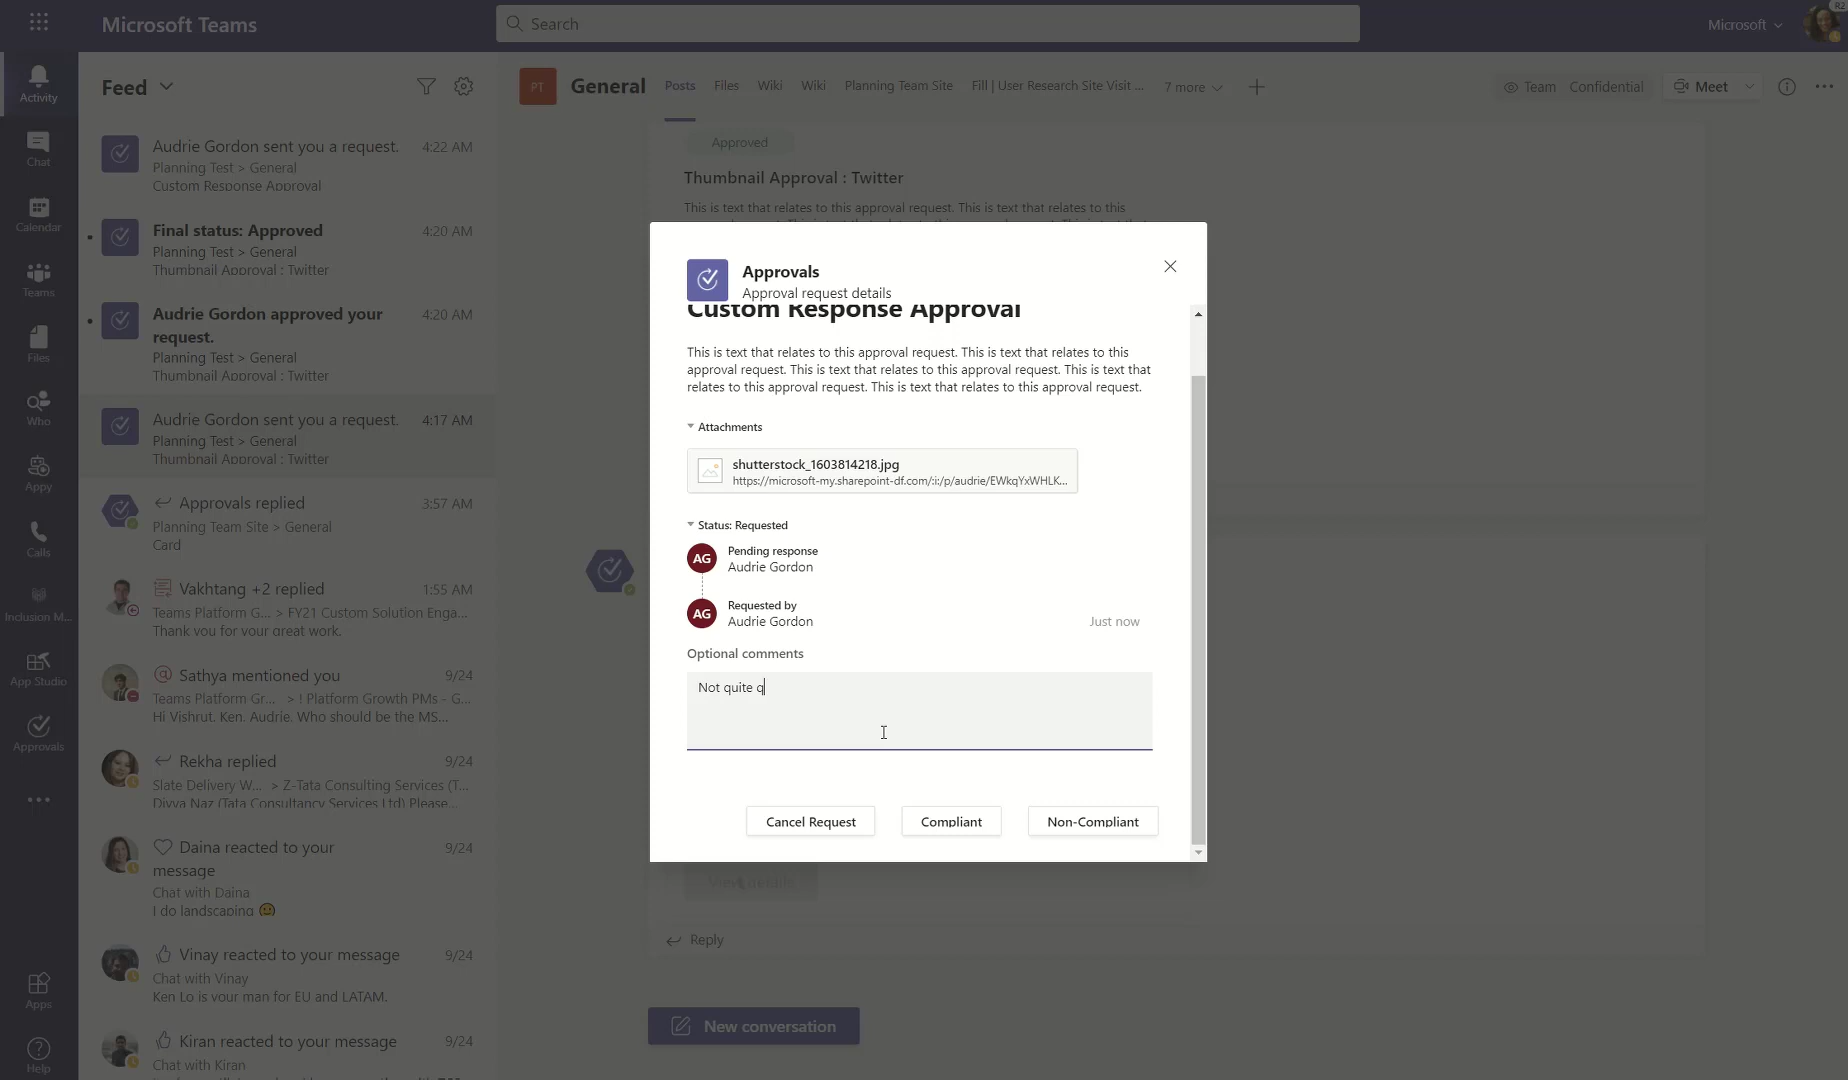 Microsoft Teams
Search
Microsoft
R2
Activity
Chat
Calendar
Teams
Files
Who
Appy
Calls
Inclusion M...
App Studio
Approvals
Apps
Help
Feed
Audrie Gordon sent you a request. 4:22 AM
Planning Test > General
Custom Response Approval
Final status: Approved 4:20 AM
Planning Test > General
Thumbnail Approval : Twitter
Audrie Gordon approved your 4:20 AM
request.
Planning Test > General
Thumbnail Approval : Twitter
Audrie Gordon sent you a request. 4:17 AM
Planning Test > General
Thumbnail Approval : Twitter
Approvals replied 3:57 AM
Planning Team Site > General
Card
Vakhtang +2 replied 1:55 AM
Teams Platform G... > FY21 Custom Solution Enga...
Thank you for your great work.
Sathya mentioned you 9/24
Teams Platform Gr... > ! Platform Growth PMs - G...
Hi Vishrut, Ken, Audrie. Who should be the MS...
Rekha replied 9/24
Slate Delivery W... > Z-Tata Consulting Services (T...
Divya Naz (Tata Consultancy Services Ltd) Please...
Daina reacted to your 9/24
message
Chat with Daina
I do landscaping
Vinay reacted to your message 9/24
Chat with Vinay
Ken Lo is your man for EU and LATAM.
Kiran reacted to your message 9/24
Chat with Kiran
PT General Posts Files Wiki Wiki Planning Team Site Fill | User Research Site Visit ... 7 more
Team Confidential Meet
Approved
Thumbnail Approval : Twitter
This is text that relates to this approval request. This is text that relates to this
Approvals
Approval request details
Custom Response Approval
This is text that relates to this approval request. This is text that relates to this
approval request. This is text that relates to this approval request. This is text that
relates to this approval request. This is text that relates to this approval request.
Attachments
shutterstock_1603814218.jpg
https://microsoft-my.sharepoint-df.com/:i:/p/audrie/EWkqYxWHLK...
Status: Requested
AG Pending response
Audrie Gordon
AG Requested by
Audrie Gordon Just now
Optional comments
Not quite q
Cancel Request Compliant Non-Compliant
View details
Reply
New conversation